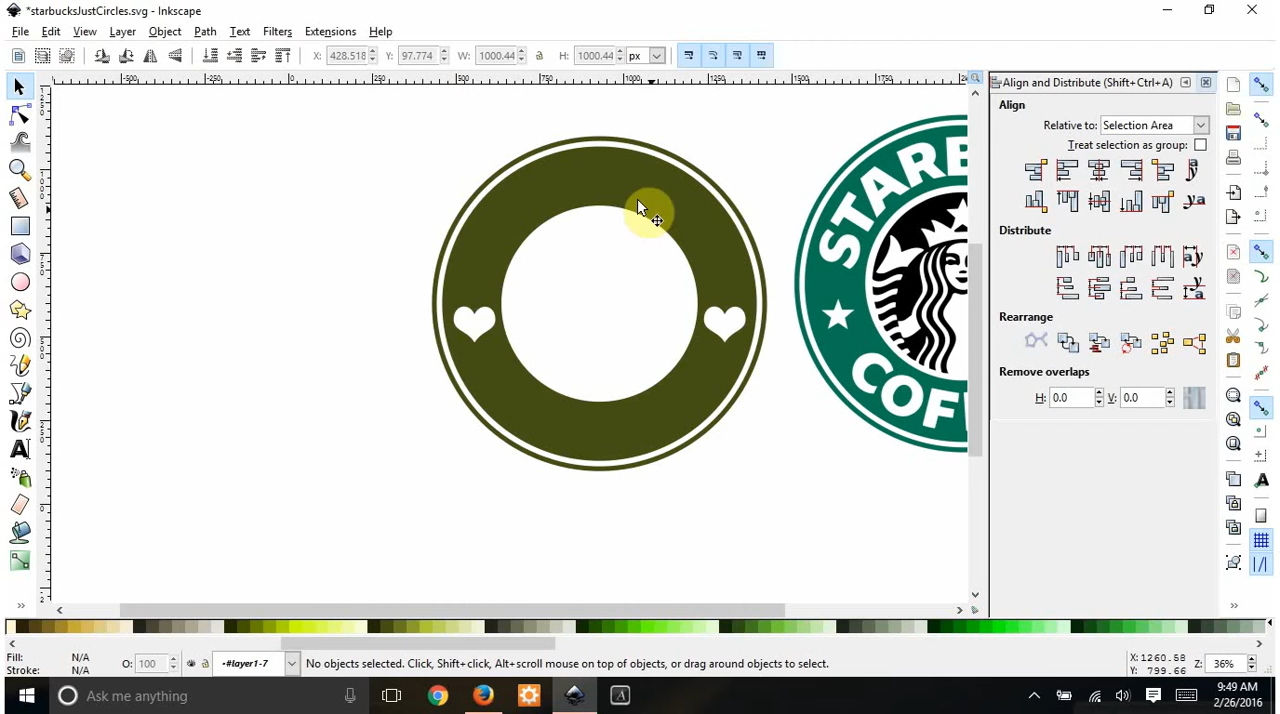 *starbucksJustCircles.svg - Inkscape
File Edit View Layer Object Path Text Filters Extensions Help
X: 428.518 Y: 97.774 W: 1000.44 H: 1000.44 px
Align and Distribute (Shift+Ctrl+A)
Align
Relative to: Selection Area
Treat selection as group:
Distribute
Rearrange
Remove overlaps
H: 0.0 V: 0.0
STARB
COF
Fill: N/A
Stroke: N/A
O: 100
#layer1-7
No objects selected. Click, Shift+click, Alt+scroll mouse on top of objects, or drag around objects to select.
X: 1260.58
Y: 799.66
Z: 36%
Ask me anything
9:49 AM
2/26/2016